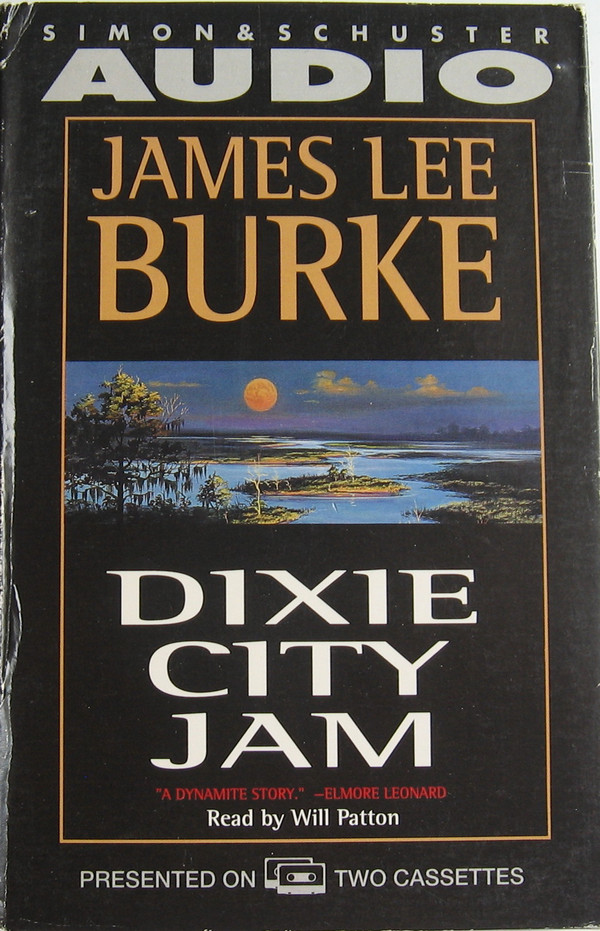 SIMON & SCHUSTER
AUDIO
JAMES LEE
BURKE
DIXIE
CITY
JAM
"A DYNAMITE STORY." —ELMORE LEONARD
Read by Will Patton
PRESENTED ON TWO CASSETTES